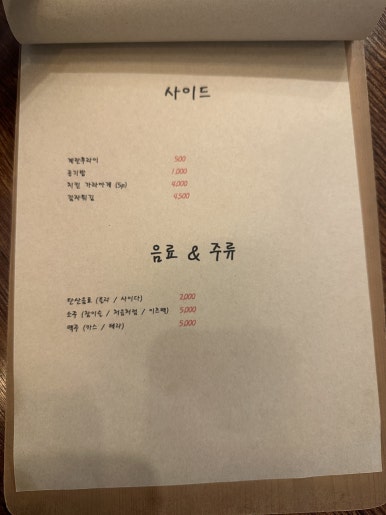 사이드
계란후라이 500
공기밥 1,000
치킨 가라아게 (5p) 4,000
감자튀김 4,500
음료 & 주류
탄산음료 (콜라 / 사이다) 2,000
소주 (참이슬 / 처음처럼 / 이즈백) 5,000
맥주 (카스 / 테라) 5,000